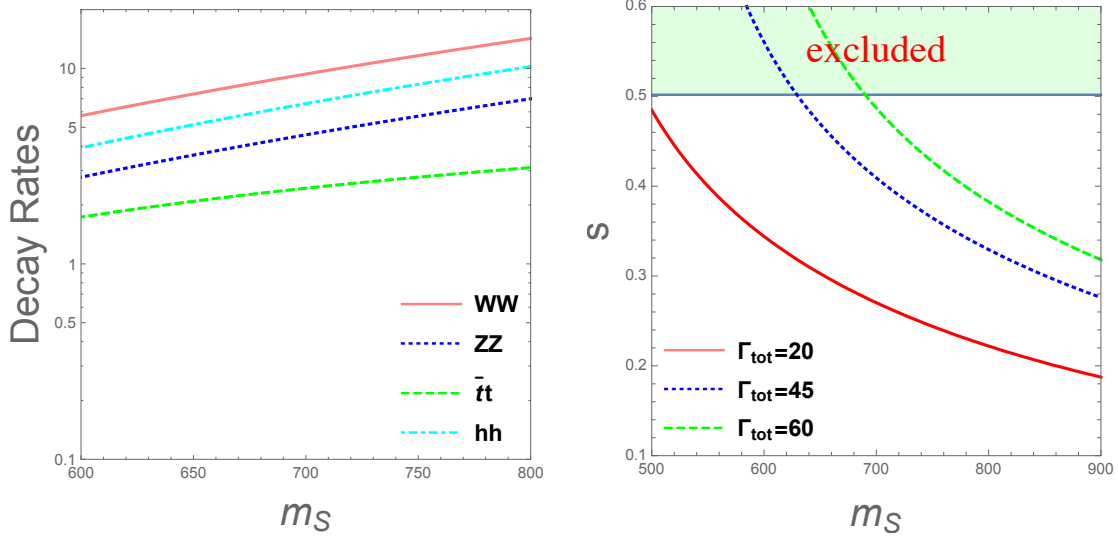 Decay Rates
10
5
1
0.5
0.1
600
650
700
750
800
m_S
WW
ZZ
t̄t
hh
s
0.6
0.5
0.4
0.3
0.2
0.1
500
600
700
800
900
m_S
excluded
Γ_tot=20
Γ_tot=45
Γ_tot=60